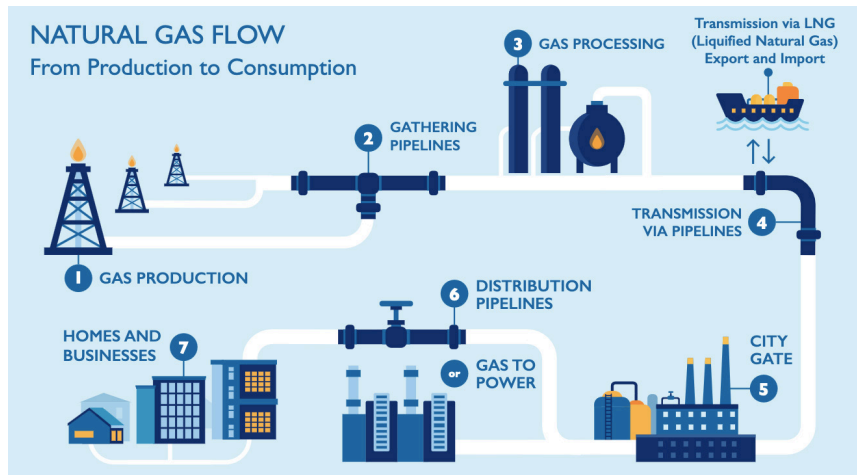 NATURAL GAS FLOW
From Production to Consumption
1 GAS PRODUCTION
2 GATHERING
PIPELINES
3 GAS PROCESSING
Transmission via LNG
(Liquified Natural Gas)
Export and Import
TRANSMISSION
VIA PIPELINES
4
CITY
GATE
5
6 DISTRIBUTION
PIPELINES
or GAS TO
POWER
HOMES AND
BUSINESSES
7